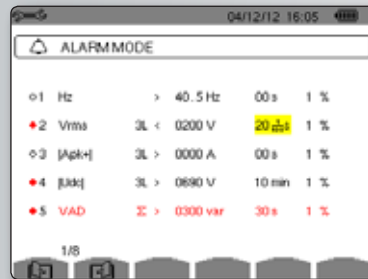 04/12/12 16:05
ALARM MODE
1 Hz > 40.5 Hz 00 s 1 %
2 Vrms 3L < 0200 V 20 s 1 %
3 |Apk+| 3L > 0000 A 00 s 1 %
4 |Udc| 3L > 0690 V 10 min 1 %
5 VAD Σ > 0300 var 30 s 1 %
1/8